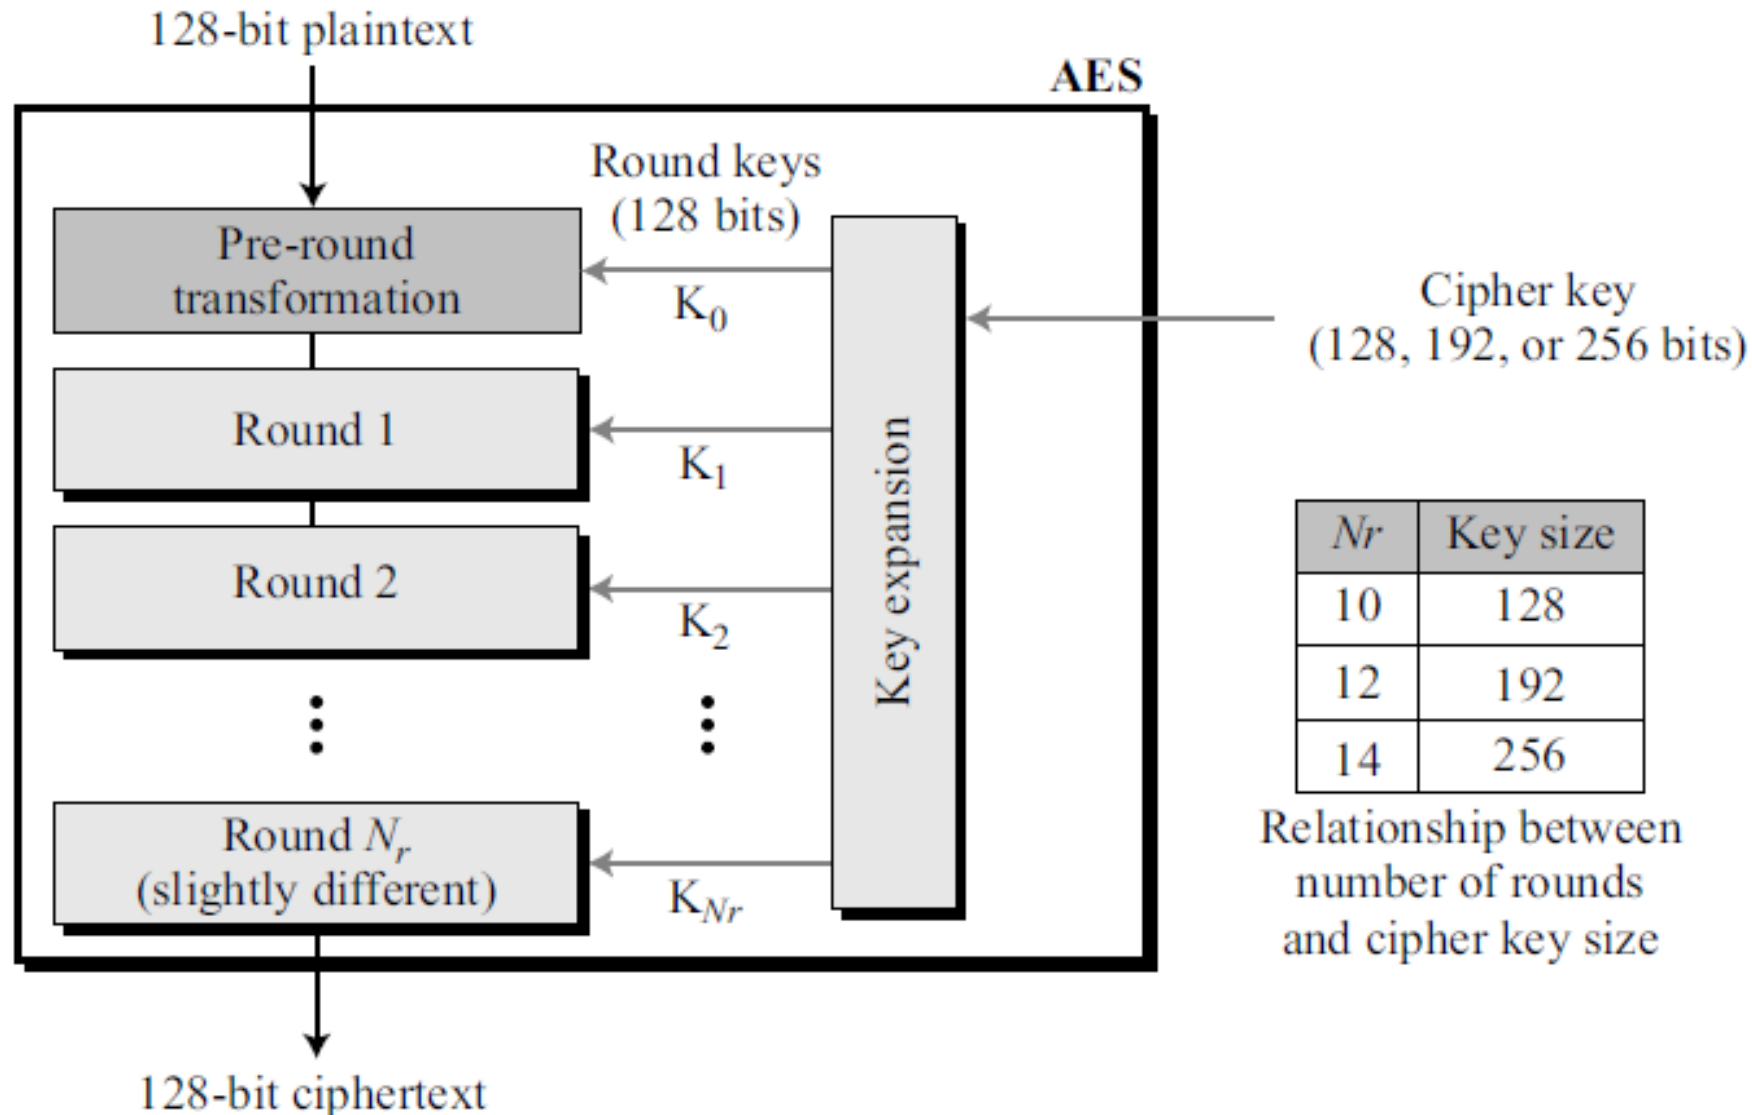 128-bit plaintext
AES
Round keys
(128 bits)
Pre-round
transformation
K0
Cipher key
(128, 192, or 256 bits)
Round 1
K1
Round 2
K2
Key expansion
Nr Key size
10 128
12 192
14 256
Relationship between
number of rounds
and cipher key size
Round Nr
(slightly different)
KNr
128-bit ciphertext